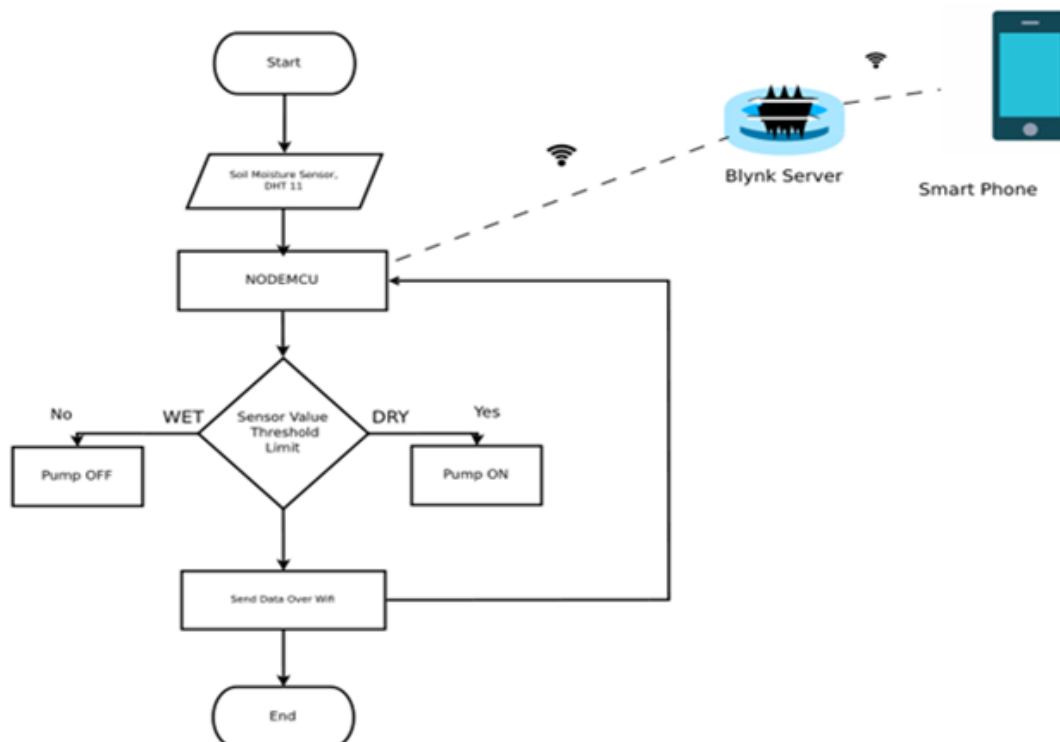 Start
Soil Moisture Sensor,
DHT 11
NODEMCU
Blynk Server
Smart Phone
No
WET
Sensor Value
Threshold
Limit
DRY
Yes
Pump OFF
Pump ON
Send Data Over Wifi
End